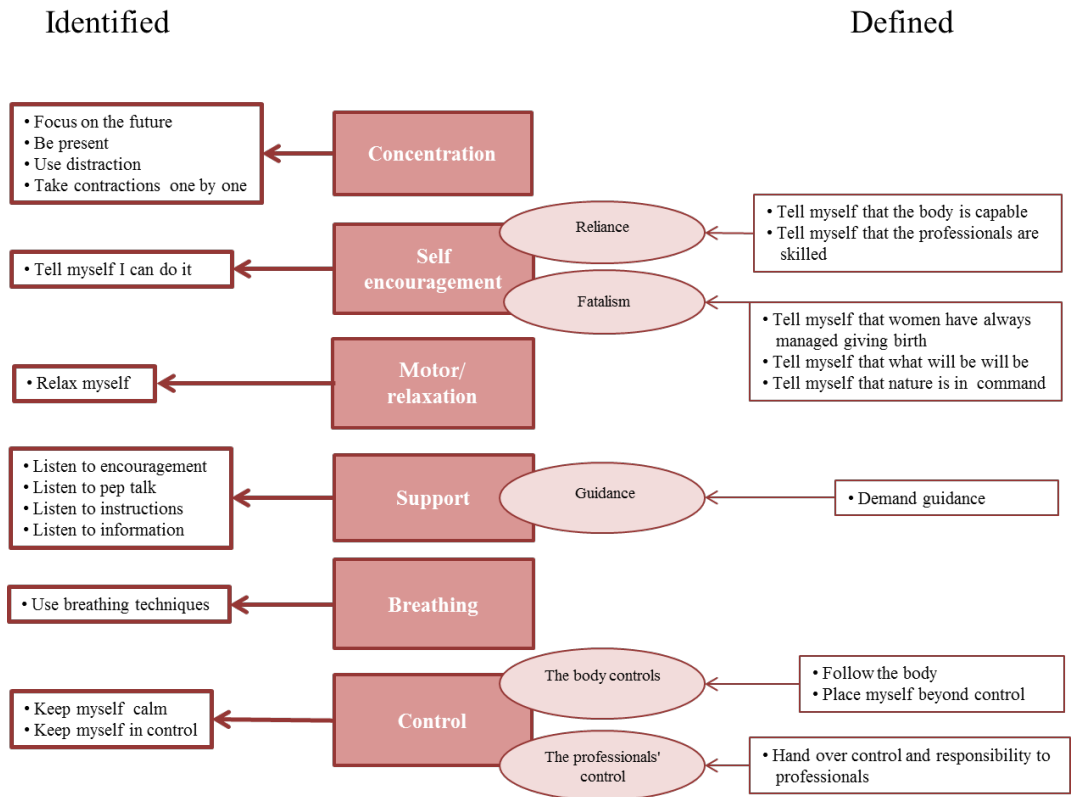 Identified
Defined
• Focus on the future
• Be present
• Use distraction
• Take contractions one by one
Concentration
Reliance
• Tell myself that the body is capable
• Tell myself that the professionals are
skilled
• Tell myself I can do it
Self
encouragement
Fatalism
• Tell myself that women have always
managed giving birth
• Tell myself that what will be will be
• Tell myself that nature is in command
• Relax myself
Motor/
relaxation
• Listen to encouragement
• Listen to pep talk
• Listen to instructions
• Listen to information
Support
Guidance
• Demand guidance
• Use breathing techniques
Breathing
The body controls
• Follow the body
• Place myself beyond control
• Keep myself calm
• Keep myself in control
Control
The professionals'
control
• Hand over control and responsibility to
professionals